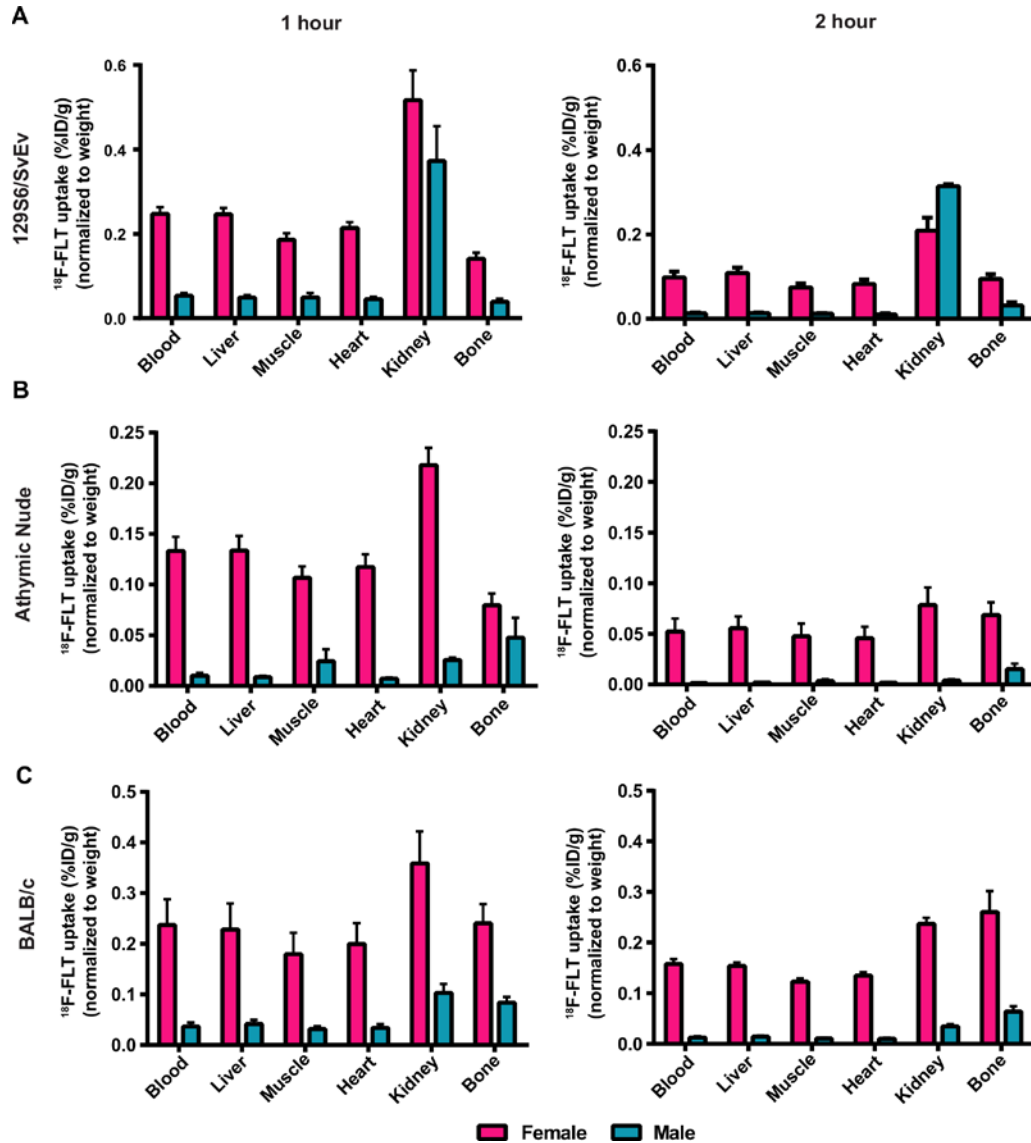 A
1 hour
2 hour
129S6/SvEv
¹⁸F-FLT uptake (%ID/g)
(normalized to weight)
0.6
0.4
0.2
0.0
Blood
Liver
Muscle
Heart
Kidney
Bone
¹⁸F-FLT uptake (%ID/g)
(normalized to weight)
0.6
0.4
0.2
0.0
Blood
Liver
Muscle
Heart
Kidney
Bone
B
Athymic Nude
¹⁸F-FLT uptake (%ID/g)
(normalized to weight)
0.25
0.20
0.15
0.10
0.05
0.00
Blood
Liver
Muscle
Heart
Kidney
Bone
¹⁸F-FLT uptake (%ID/g)
(normalized to weight)
0.25
0.20
0.15
0.10
0.05
0.00
Blood
Liver
Muscle
Heart
Kidney
Bone
C
BALB/c
¹⁸F-FLT uptake (%ID/g)
(normalized to weight)
0.5
0.4
0.3
0.2
0.1
0.0
Blood
Liver
Muscle
Heart
Kidney
Bone
¹⁸F-FLT uptake (%ID/g)
(normalized to weight)
0.5
0.4
0.3
0.2
0.1
0.0
Blood
Liver
Muscle
Heart
Kidney
Bone
Female
Male